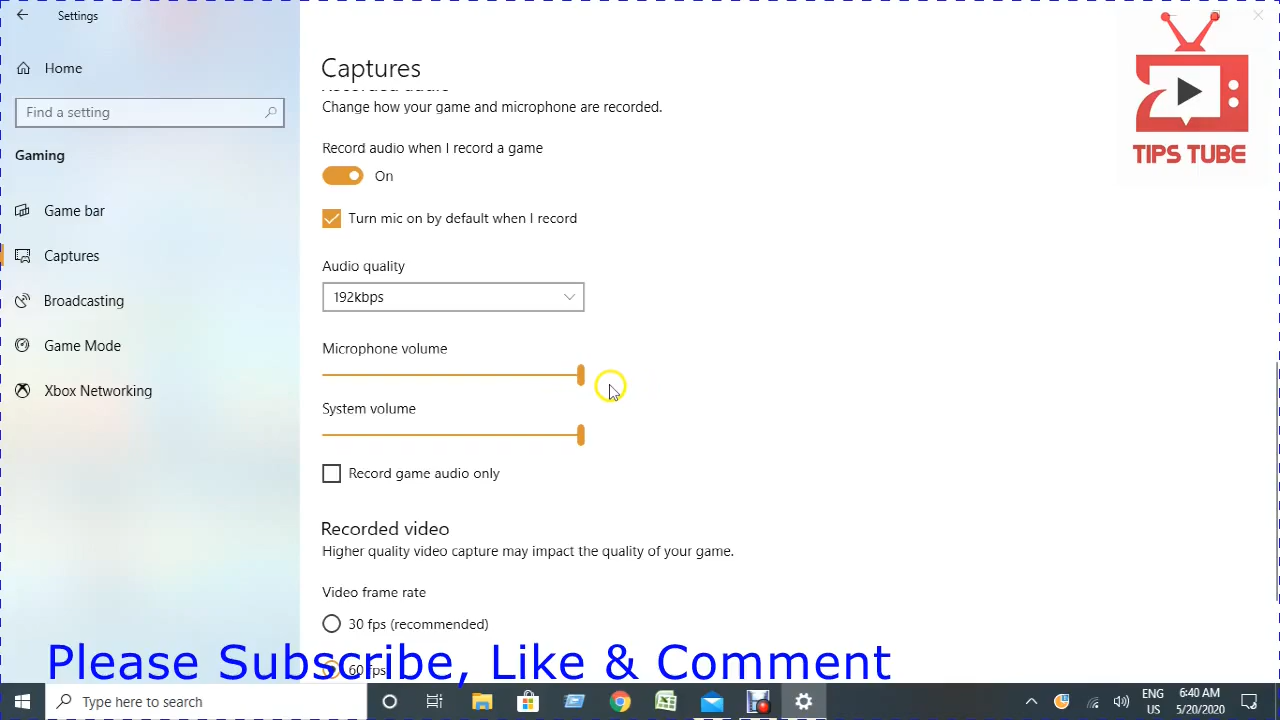 Settings
Home
Find a setting
Gaming
Game bar
Captures
Broadcasting
Game Mode
Xbox Networking
Captures
Recorded audio
Change how your game and microphone are recorded.
Record audio when I record a game
On
Turn mic on by default when I record
Audio quality
192kbps
Microphone volume
System volume
Record game audio only
Recorded video
Higher quality video capture may impact the quality of your game.
Video frame rate
30 fps (recommended)
60 fps
TIPS TUBE
Please Subscribe, Like & Comment
Type here to search
ENG
US
6:40 AM
5/20/2020